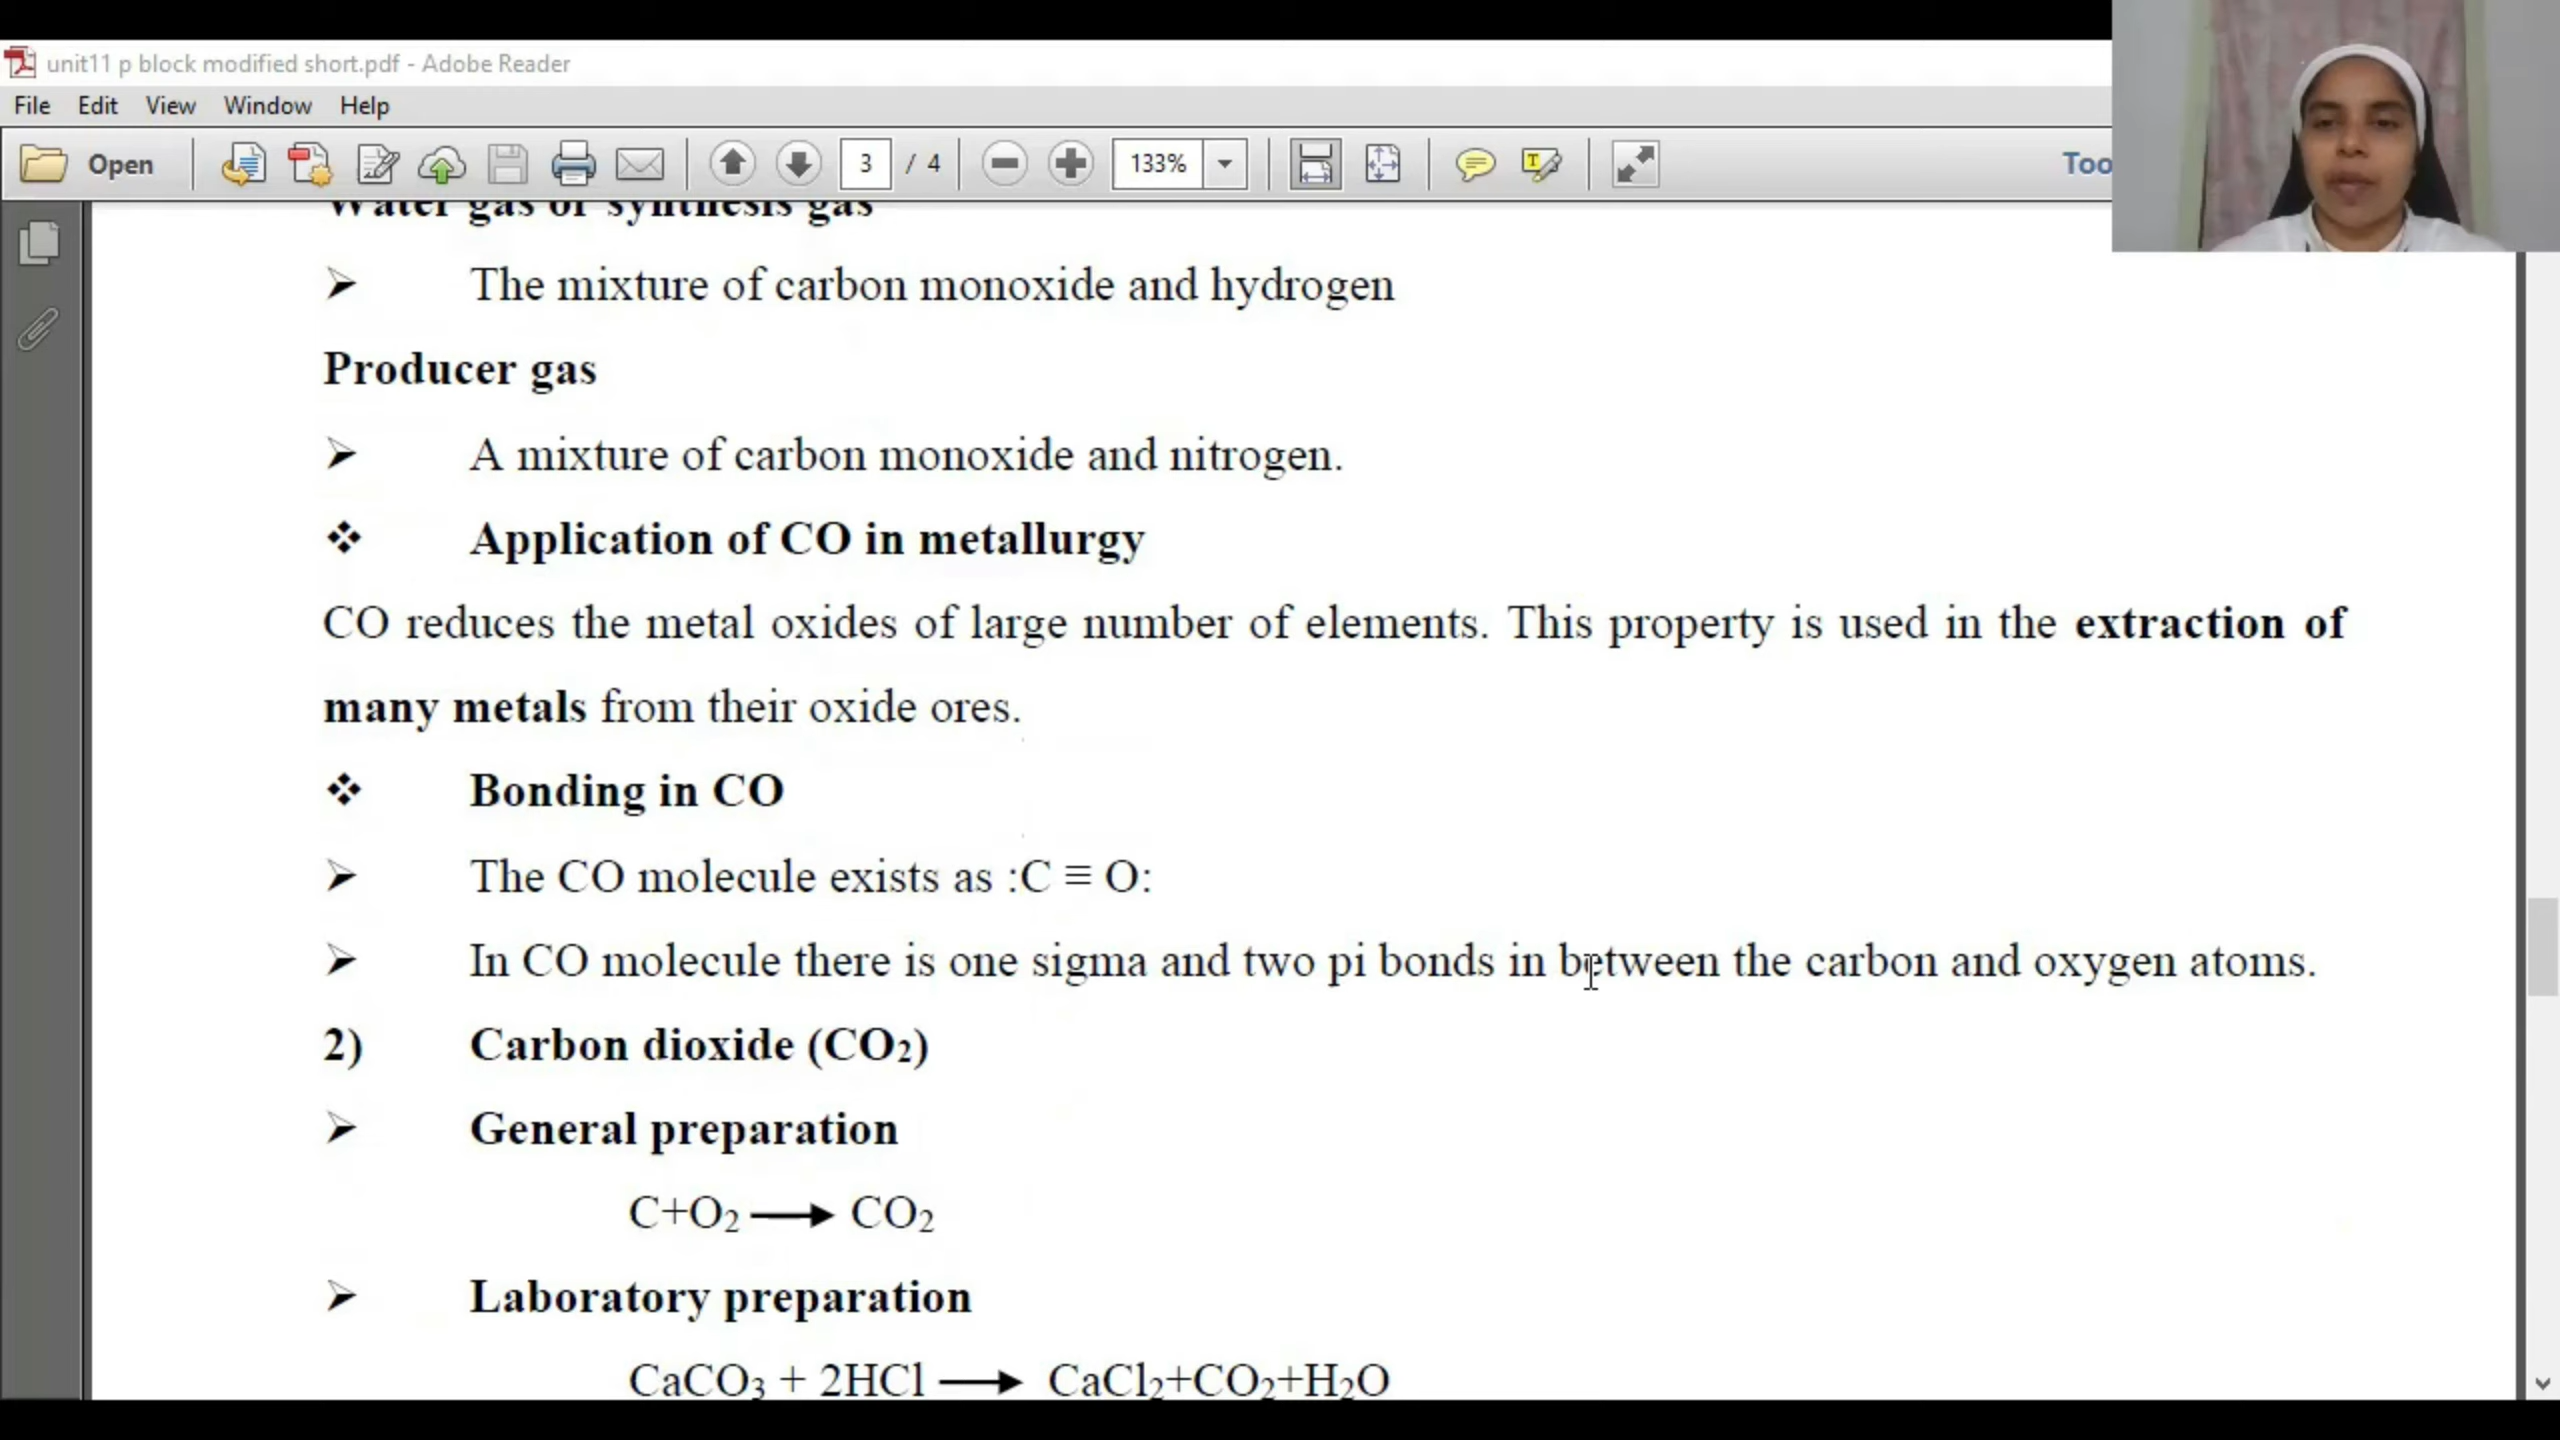 unit11 p block modified short.pdf - Adobe Reader
File Edit View Window Help
Open 3 / 4 133% Too
Water gas or synthesis gas
➢ The mixture of carbon monoxide and hydrogen
Producer gas
➢ A mixture of carbon monoxide and nitrogen.
❖ Application of CO in metallurgy
CO reduces the metal oxides of large number of elements. This property is used in the extraction of
many metals from their oxide ores.
❖ Bonding in CO
➢ The CO molecule exists as :C ≡ O:
➢ In CO molecule there is one sigma and two pi bonds in between the carbon and oxygen atoms.
2) Carbon dioxide (CO₂)
➢ General preparation
C+O₂ ⟶ CO₂
➢ Laboratory preparation
CaCO₃ + 2HCl ⟶ CaCl₂+CO₂+H₂O